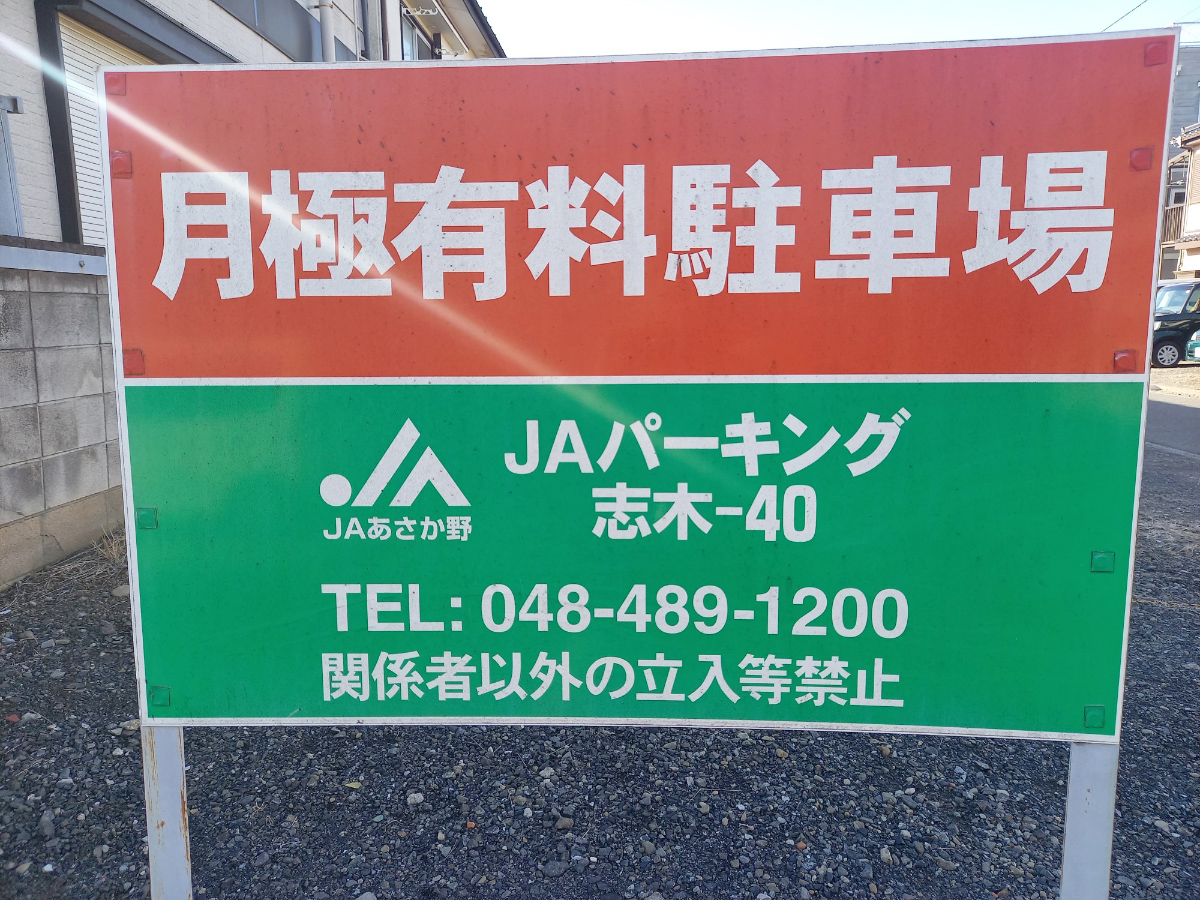 月極有料駐車場
JAパーキング
志木-40
JAあさか野
TEL: 048-489-1200
関係者以外の立入等禁止